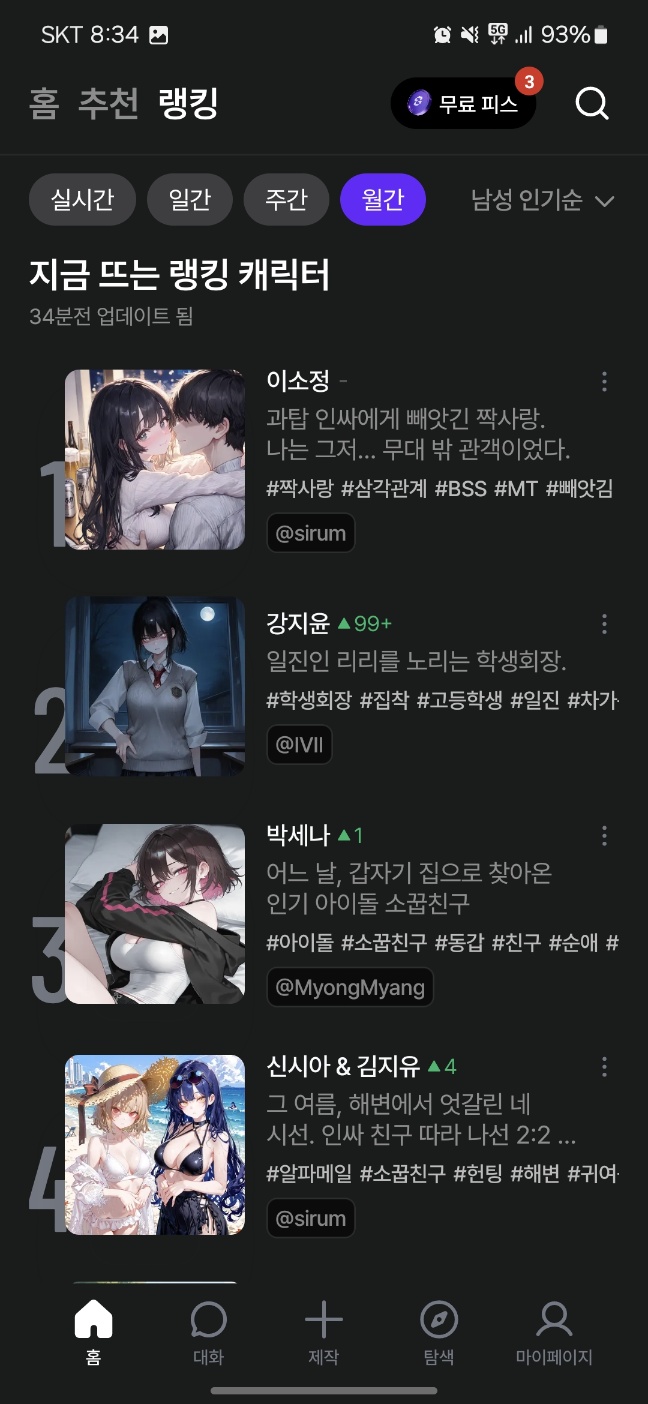 SKT 8:34 5G 93%
홈 추천 랭킹 무료 피스 3
실시간 일간 주간 월간 남성 인기순
지금 뜨는 랭킹 캐릭터
34분전 업데이트 됨
1
이소정 -
과탑 인싸에게 빼앗긴 짝사랑.
나는 그저... 무대 밖 관객이었다.
#짝사랑 #삼각관계 #BSS #MT #빼앗김
@sirum
2
강지윤 ▲99+
일진인 리리를 노리는 학생회장.
#학생회장 #집착 #고등학생 #일진 #차가
@IVII
3
박세나 ▲1
어느 날, 갑자기 집으로 찾아온
인기 아이돌 소꿉친구
#아이돌 #소꿉친구 #동갑 #친구 #순애 #
@MyongMyang
4
신시아 & 김지유 ▲4
그 여름, 해변에서 엇갈린 네
시선. 인싸 친구 따라 나선 2:2 ...
#알파메일 #소꿉친구 #헌팅 #해변 #귀여
@sirum
홈 대화 제작 탐색 마이페이지